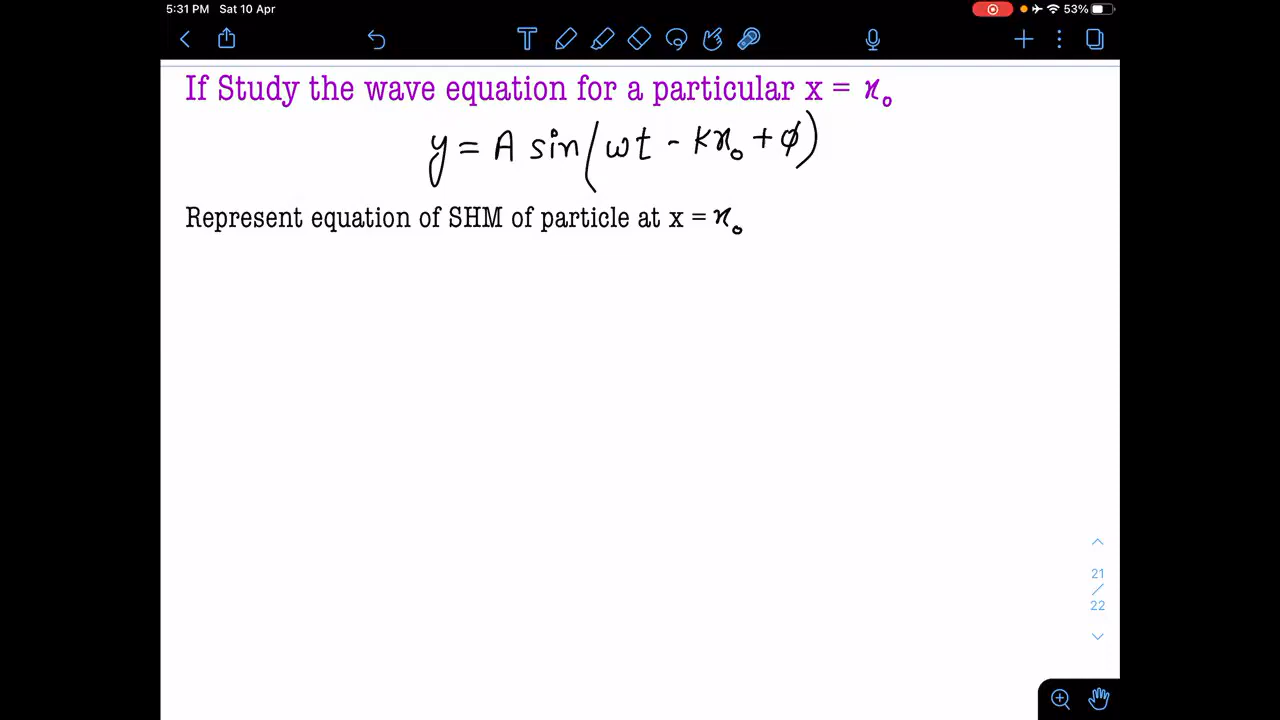 5:31 PM Sat 10 Apr 53%
If Study the wave equation for a particular x = x₀
y = A sin(ωt - kx₀ + φ)
Represent equation of SHM of particle at x = x₀
21
/
22